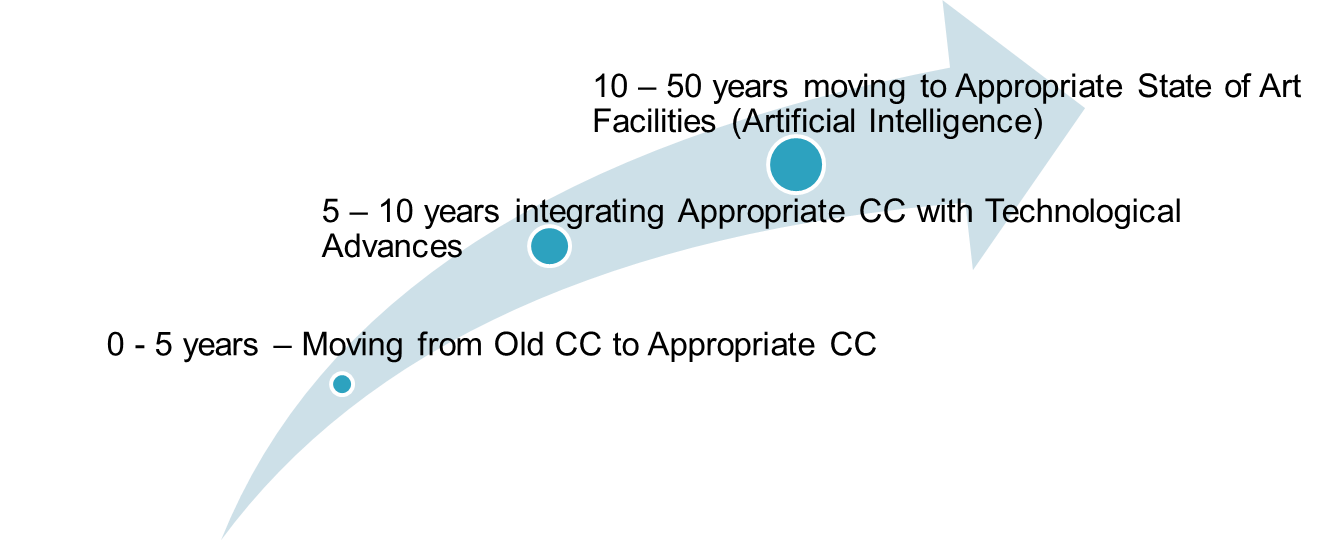 10 – 50 years moving to Appropriate State of Art
Facilities (Artificial Intelligence)
5 – 10 years integrating Appropriate CC with Technological
Advances
0 - 5 years – Moving from Old CC to Appropriate CC